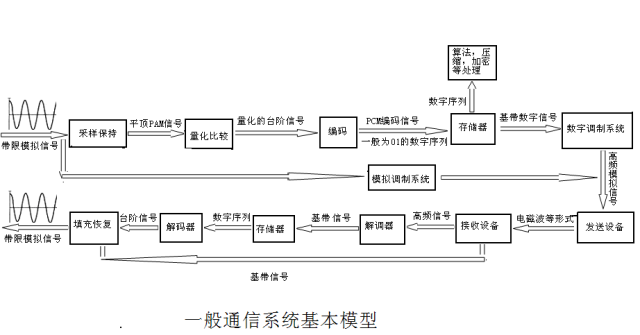 算法，压
缩，加密
等处理
数字序列
平顶PAM信号
量化的台阶信号
PCM编码信号
基带数字信号
采样保持
量化比较
编码
存储器
数字调制系统
带限模拟信号
一般为01的数字序列
高频模拟信号
模拟调制系统
填充恢复
台阶信号
解码器
数字序列
存储器
基带信号
解调器
高频信号
接收设备
电磁波等形式
发送设备
带限模拟信号
基带信号
一般通信系统基本模型